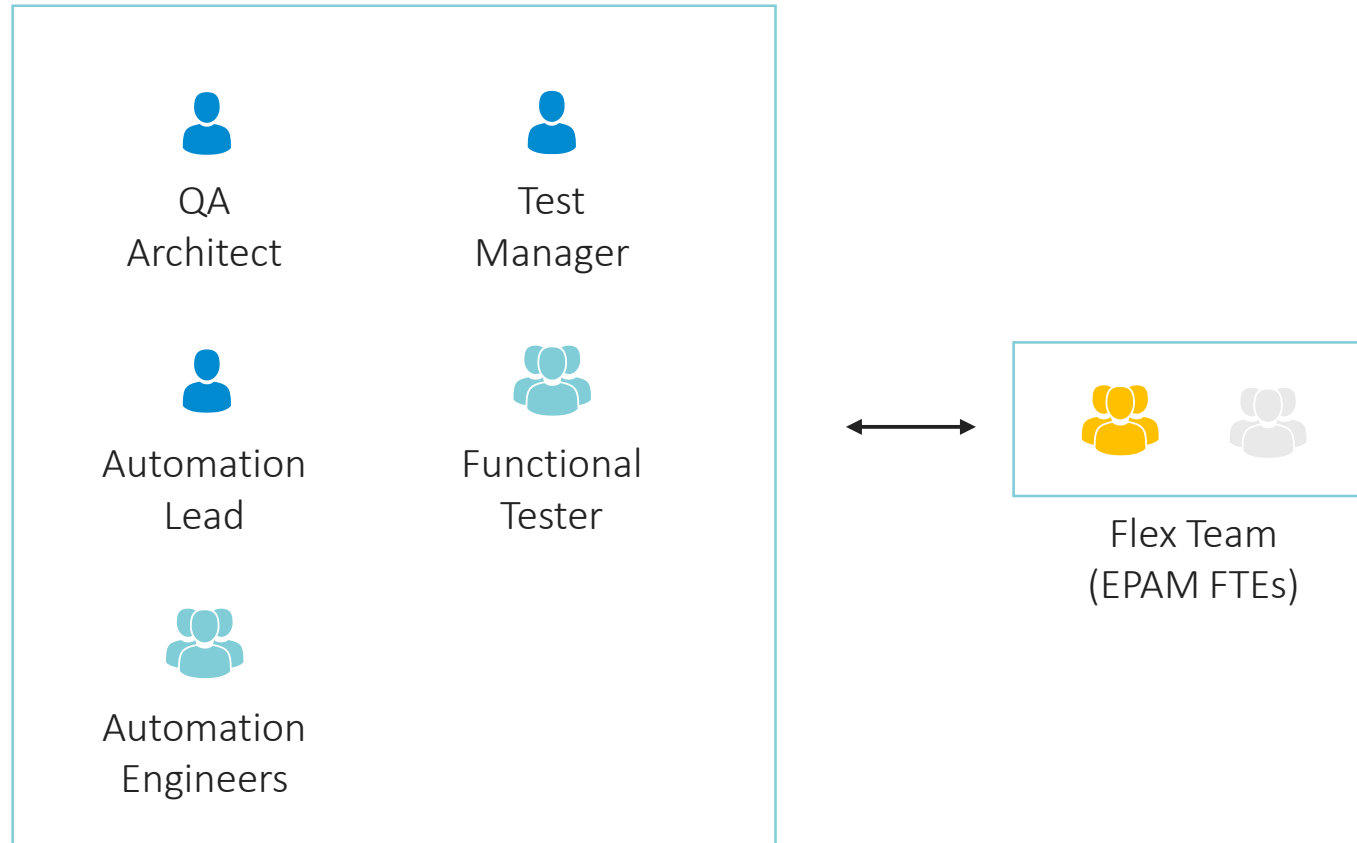 QA
Architect
Test
Manager
Automation
Lead
Functional
Tester
Automation
Engineers
Flex Team
(EPAM FTEs)